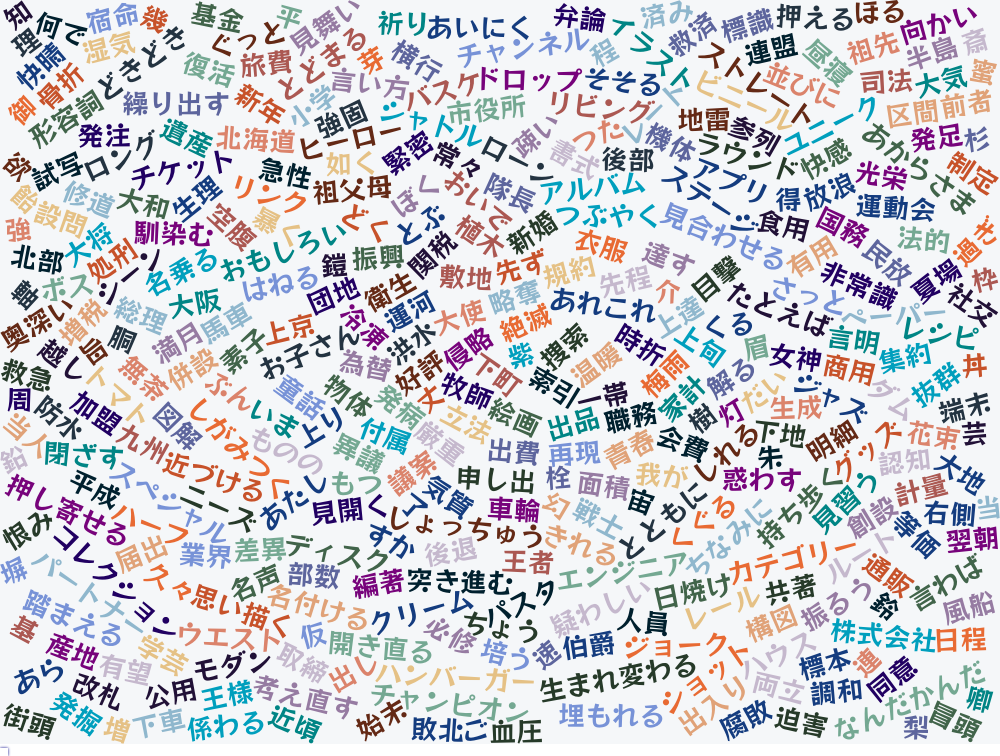 知
何で
宿命
幾
基金
平
見舞い
祈り
あいにく
弁論
イラスト
済み
救済
標識
押える
ほる
向かい
理
快晴
湿気
どきどき
ぐっと
復活
旅費
とどまる
芽
横行
チャンネル
程
ストレート
連盟
昼寝
祖先
半島
斎
御
骨折
形容詞
繰り出す
新年
小学
言い方
バスケ
ドロップ
そそる
ビニール
並びに
司法
大気
蜜
区間
前者
発注
遺産
北海道
強固
ヒーロー
シャトル
市役所
リビング
地雷
参列
ユニーク
発足
杉
試写
ロング
チケット
急性
如く
緊密
常々
ローン
疎い
書式
つた
後部
機体
アプリ
ラウンド
快感
あからさま
制定
飴
設問
修道
大和
生理
リンク
祖父母
ぼく
おいて
隊長
アルバム
ステージ
得
放浪
光栄
運動会
強
大将
馴染む
空腹
暴く
どく
とぶ
植木
新婚
つぶやく
見合わせる
食用
国務
民放
法的
北部
処刑
シーン
名乗る
おもしろい
鎧
振興
関税
敷地
先ず
衣服
規約
先程
達す
目撃
有用
非常識
夏場
枠
ボス
総理
大阪
はねる
団地
衛生
運河
大使
略奪
あれこれ
介
上達
くる
たとえば
さっと
ペーパー
社交
奥深い
増税
胴
満月
馬車
素子
上京
冷凍
洪水
侵略
絶滅
紫
捜索
時折
上旬
眉
言明
レシピ
越し
無茶
併設
お子さん
為替
好評
下町
索引
温暖
一帯
梅雨
家計
解る
女神
商用
集約
抜群
丼
救急
トマト
ぶん
童話
物体
発病
丈
牧師
絵画
出品
職務
樹
灯
だい
ジャズ
生成
ダム
端末
周
防水
加盟
図解
しがみつく
いま
上り
付属
厳重
立法
出費
再現
青春
会費
しれる
下地
明細
グッズ
花束
芸
当人
閉ざす
九州
近づける
ものの
もつ
異議
議案
気質
申し出
栓
面積
我が
宙
ともに
惑わす
朱
認知
大地
平成
スペシャル
ニーズ
あたし
見開く
しょっちゅう
車輪
幻
戦士
くぐる
持ち歩く
見習う
創設
計量
右側
当
押し寄せる
恨み
コレクション
ハーフ
届出
業界
差異
ディスク
すか
後退
王者
きれる
とと
ちなみに
等価
翌朝
塀
パートナー
久々
思い描く
名声
部数
編著
突き進む
パスタ
エンジニア
日焼け
カテゴリー
ルート
通販
言わば
踏まえる
名付ける
クリーム
疑わしい
人員
レール
共著
振るう
鈴
風船
基
産地
有望
学芸
ウエスト
仮
開き直る
必修
ちょう
培う
速
伯爵
ジョーク
構図
株式会社
日程
あら
改札
公用
モダン
王様
取締
出し
ハンバーガー
生まれ変わる
ショット
ハウス
両立
標本
調和
連
同意
街頭
発掘
増
下車
係わる
近頃
考え直す
始末
チャンピオン
敗北
ご
血圧
埋もれる
出入り
腐敗
迫害
なんだかんだ
梨
冒頭
卿